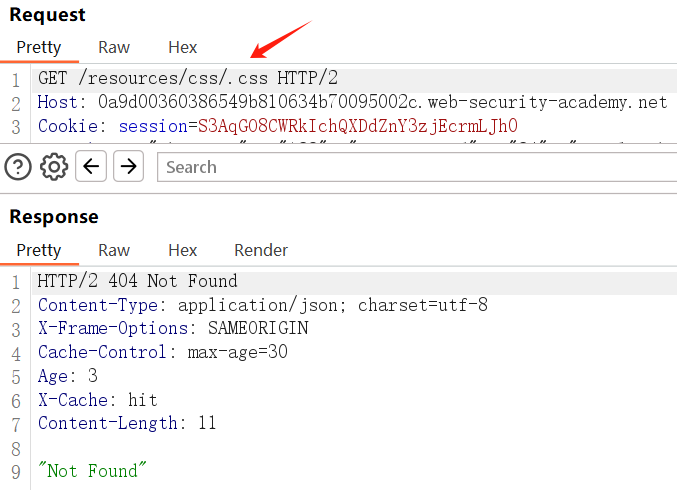 Request
Pretty Raw Hex
1 GET /resources/css/.css HTTP/2
2 Host: 0a9d00360386549b810634b70095002c.web-security-academy.net
3 Cookie: session=S3AqGO8CWRkIchQXDdZnY3zjEcrmLJh0
Search
Response
Pretty Raw Hex Render
1 HTTP/2 404 Not Found
2 Content-Type: application/json; charset=utf-8
3 X-Frame-Options: SAMEORIGIN
4 Cache-Control: max-age=30
5 Age: 3
6 X-Cache: hit
7 Content-Length: 11
8
9 "Not Found"